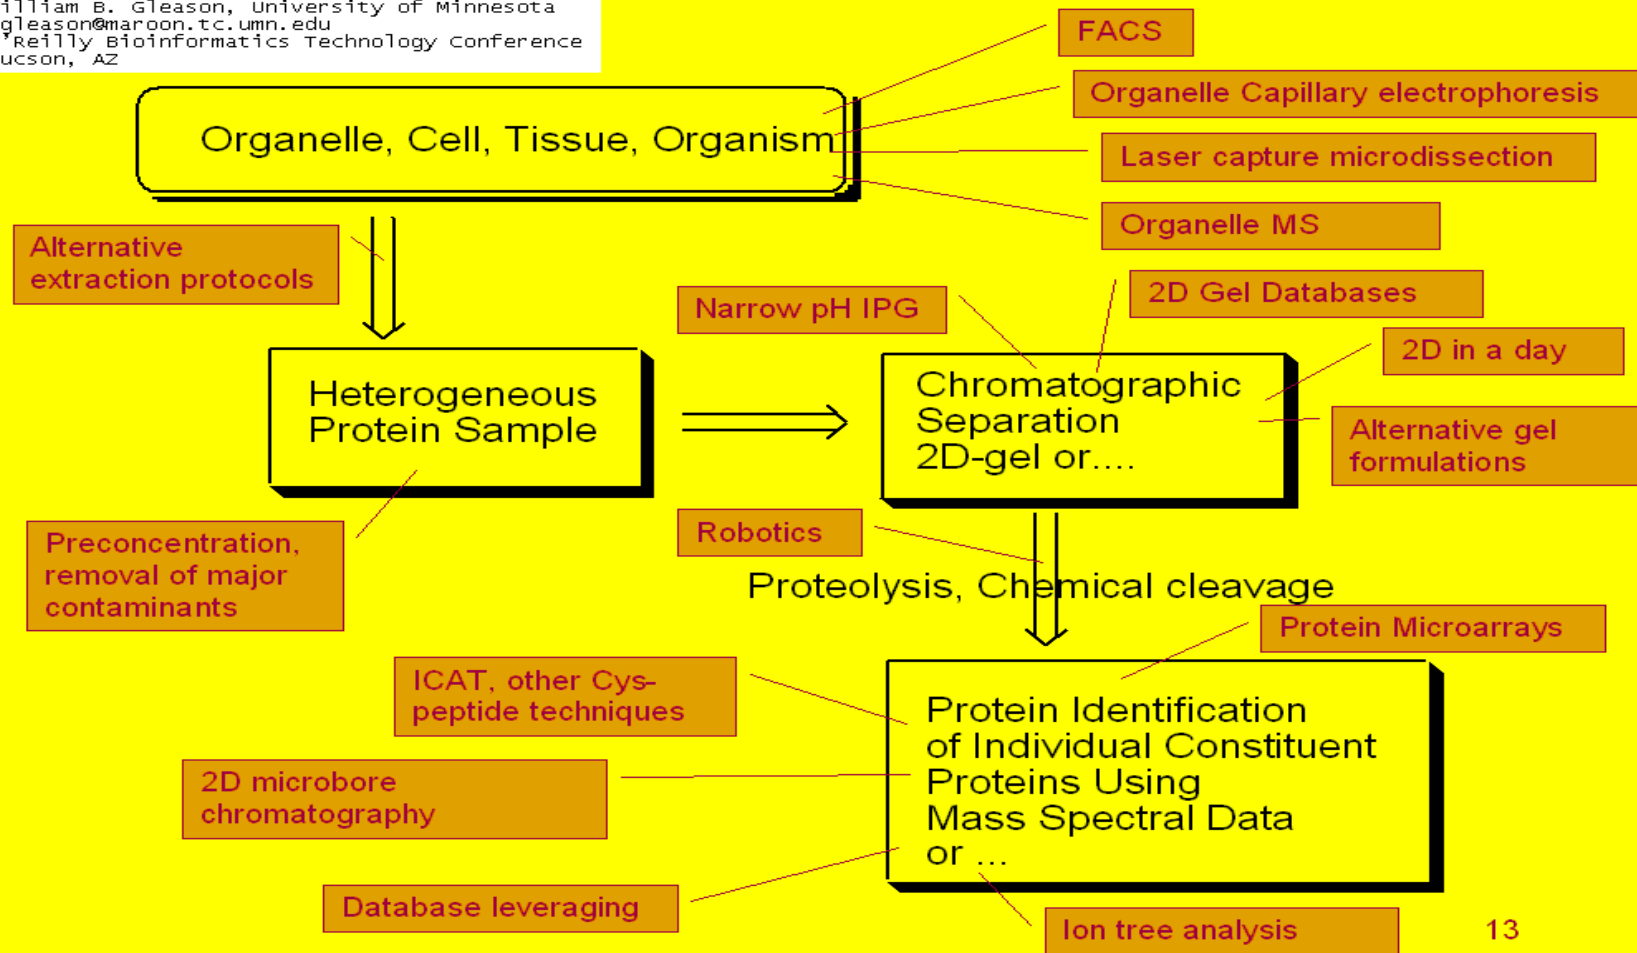 illiam B. Gleason, University of Minnesota
gleason@maroon.tc.umn.edu
'Reilly Bioinformatics Technology Conference
ucson, AZ
FACS
Organelle Capillary electrophoresis
Organelle, Cell, Tissue, Organism
Laser capture microdissection
Organelle MS
Alternative
extraction protocols
Narrow pH IPG
2D Gel Databases
2D in a day
Heterogeneous
Protein Sample
Chromatographic
Separation
2D-gel or....
Alternative gel
formulations
Preconcentration,
removal of major
contaminants
Robotics
Proteolysis, Chemical cleavage
Protein Microarrays
ICAT, other Cys-
peptide techniques
Protein Identification
of Individual Constituent
Proteins Using
Mass Spectral Data
or ...
2D microbore
chromatography
Database leveraging
Ion tree analysis
13